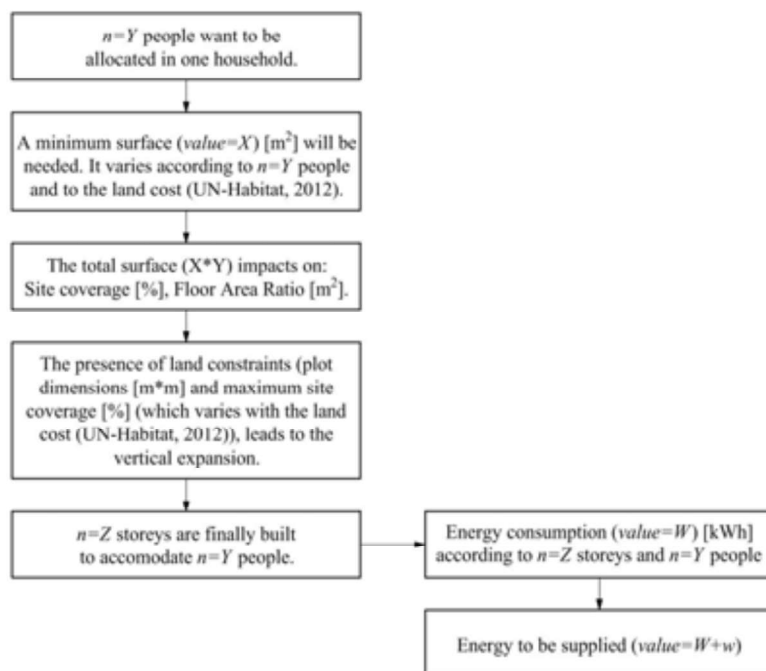 n=Y people want to be
allocated in one household.
A minimum surface (value=X) [m²] will be
needed. It varies according to n=Y people
and to the land cost (UN-Habitat, 2012).
The total surface (X*Y) impacts on:
Site coverage [%], Floor Area Ratio [m²].
The presence of land constraints (plot
dimensions [m*m] and maximum site
coverage [%] (which varies with the land
cost (UN-Habitat, 2012)), leads to the
vertical expansion.
n=Z storeys are finally built
to accomodate n=Y people.
Energy consumption (value=W) [kWh]
according to n=Z storeys and n=Y people
Energy to be supplied (value=W+w)